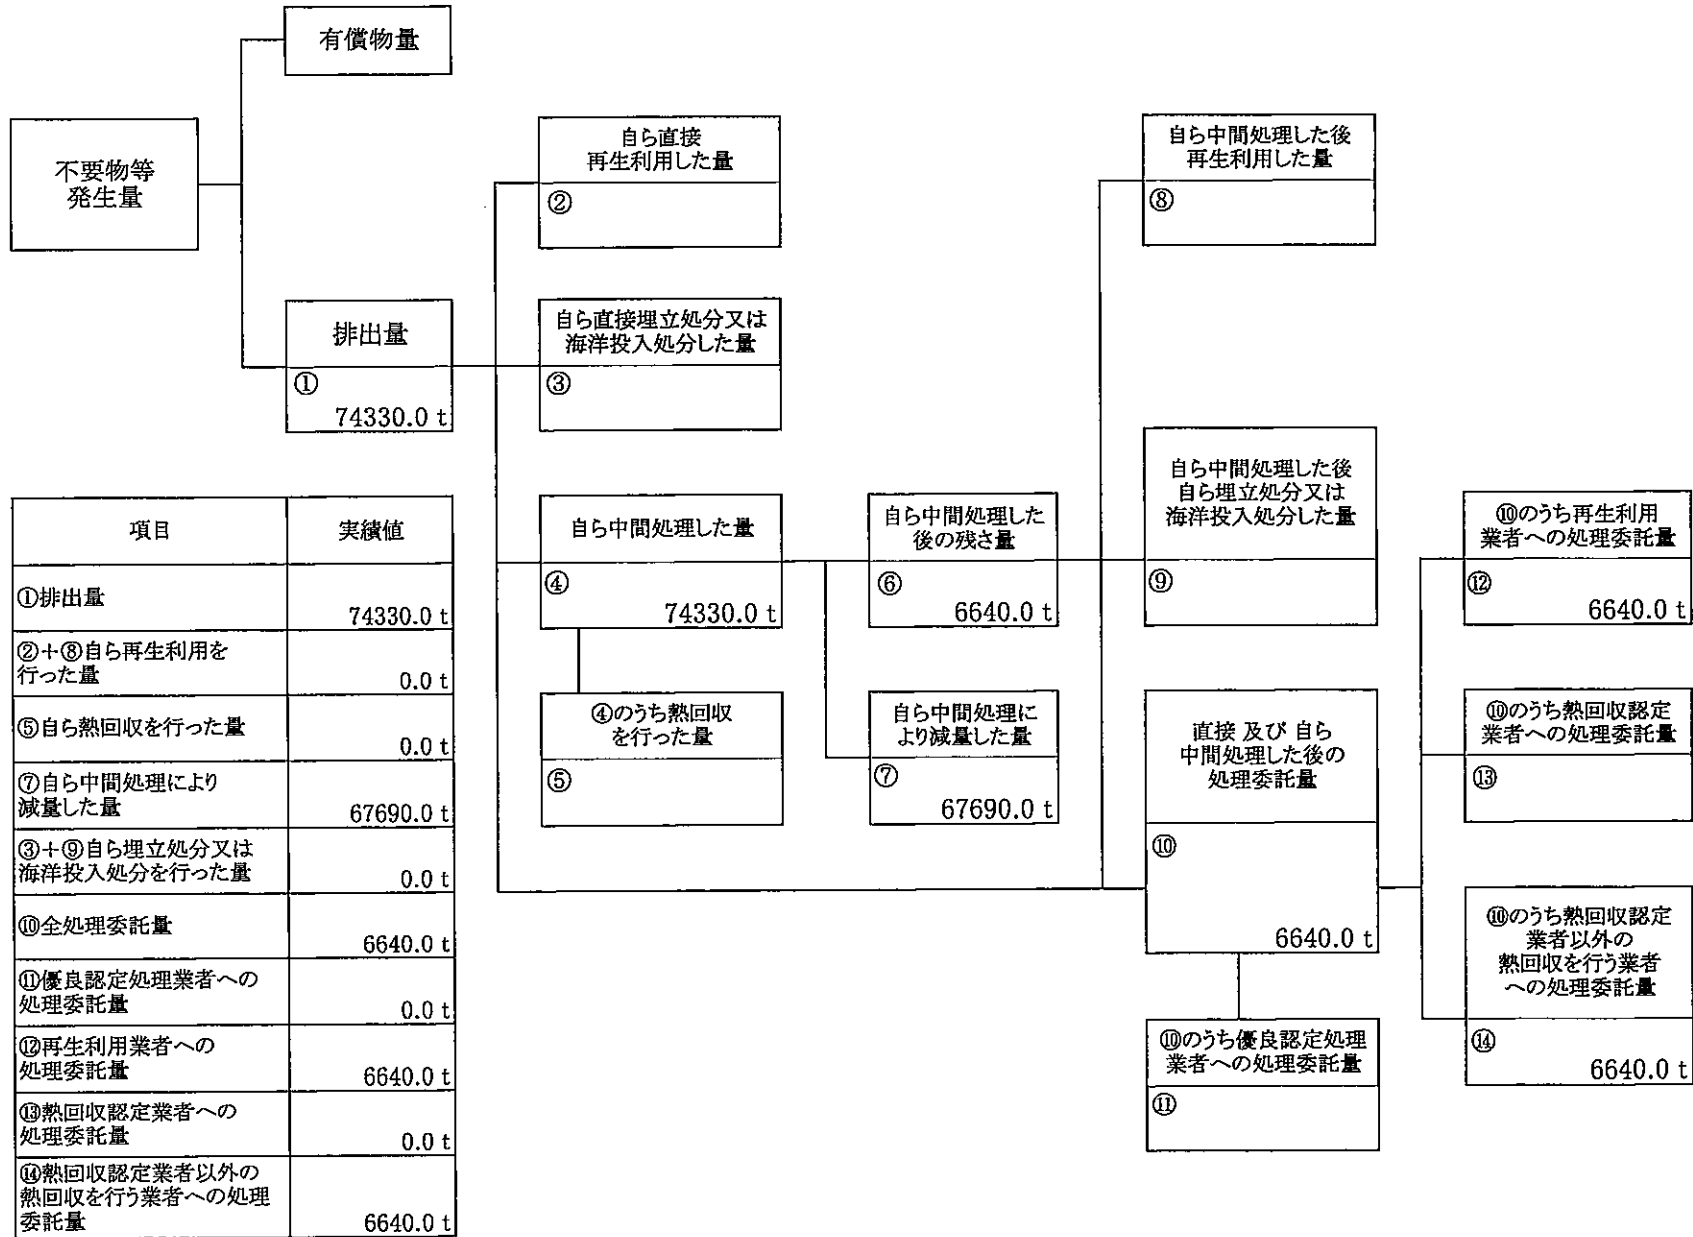 有償物量
不要物等
発生量
自ら直接
再生利用した量
②
自ら中間処理した後
再生利用した量
⑧
排出量
①
74330.0 t
自ら直接埋立処分又は
海洋投入処分した量
③
自ら中間処理した量
④
74330.0 t
自ら中間処理した
後の残さ量
⑥
6640.0 t
自ら中間処理した後
自ら埋立処分又は
海洋投入処分した量
⑨
⑩のうち再生利用
業者への処理委託量
⑫
6640.0 t
④のうち熱回収
を行った量
⑤
自ら中間処理に
より減量した量
⑦
67690.0 t
直接 及び 自ら
中間処理した後の
処理委託量
⑩
6640.0 t
⑩のうち熱回収認定
業者への処理委託量
⑬
⑩のうち熱回収認定
業者以外の
熱回収を行う業者
への処理委託量
⑭
6640.0 t
⑩のうち優良認定処理
業者への処理委託量
⑪
項目 実績値
①排出量
74330.0 t
②+⑧自ら再生利用を
行った量
0.0 t
⑤自ら熱回収を行った量
0.0 t
⑦自ら中間処理により
減量した量
67690.0 t
③+⑨自ら埋立処分又は
海洋投入処分を行った量
0.0 t
⑩全処理委託量
6640.0 t
⑪優良認定処理業者への
処理委託量
0.0 t
⑫再生利用業者への
処理委託量
6640.0 t
⑬熱回収認定業者への
処理委託量
0.0 t
⑭熱回収認定業者以外の
熱回収を行う業者への処理
委託量
6640.0 t